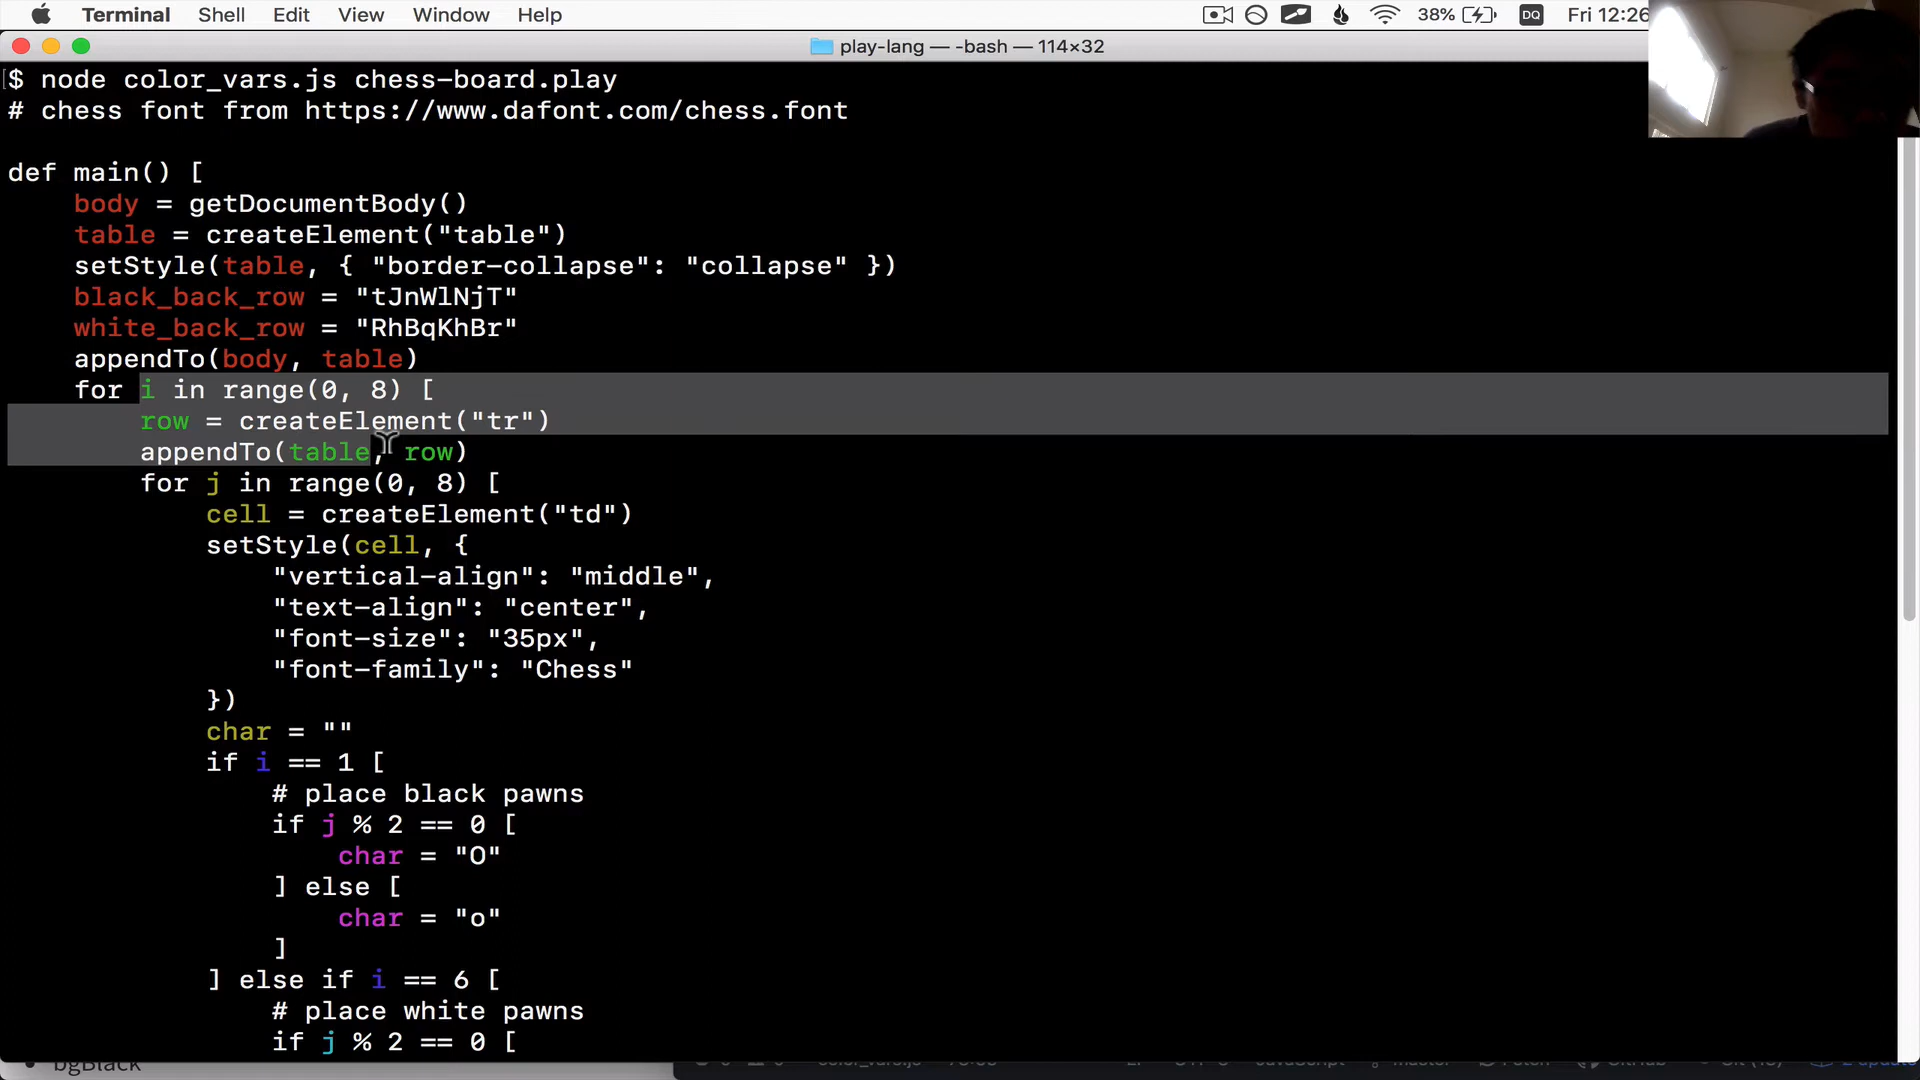 Terminal Shell Edit View Window Help 38% DQ Fri 12:26
play-lang — -bash — 114×32
[$ node color_vars.js chess-board.play
# chess font from https://www.dafont.com/chess.font
def main() [
    body = getDocumentBody()
    table = createElement("table")
    setStyle(table, { "border-collapse": "collapse" })
    black_back_row = "tJnWlNjT"
    white_back_row = "RhBqKhBr"
    appendTo(body, table)
    for i in range(0, 8) [
        row = createElement("tr")
        appendTo(table, row)
        for j in range(0, 8) [
            cell = createElement("td")
            setStyle(cell, {
                "vertical-align": "middle",
                "text-align": "center",
                "font-size": "35px",
                "font-family": "Chess"
            })
            char = ""
            if i == 1 [
                # place black pawns
                if j % 2 == 0 [
                    char = "O"
                ] else [
                    char = "o"
                ]
            ] else if i == 6 [
                # place white pawns
                if j % 2 == 0 [
bgBlack